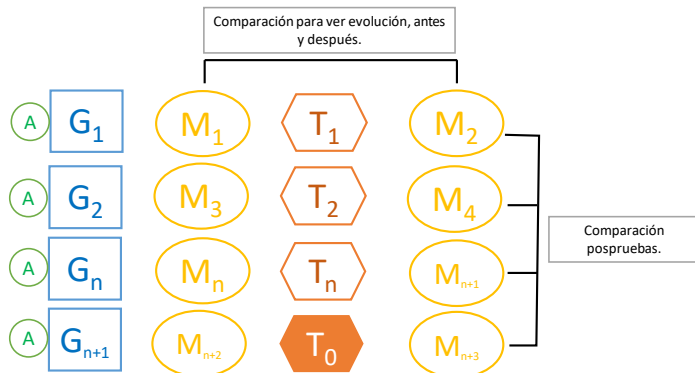 Comparación para ver evolución, antes
y después.
A G₁ M₁ T₁ M₂
A G₂ M₃ T₂ M₄
A Gₙ Mₙ Tₙ Mₙ₊₁
A Gₙ₊₁ Mₙ₊₂ T₀ Mₙ₊₃
Comparación
pospruebas.